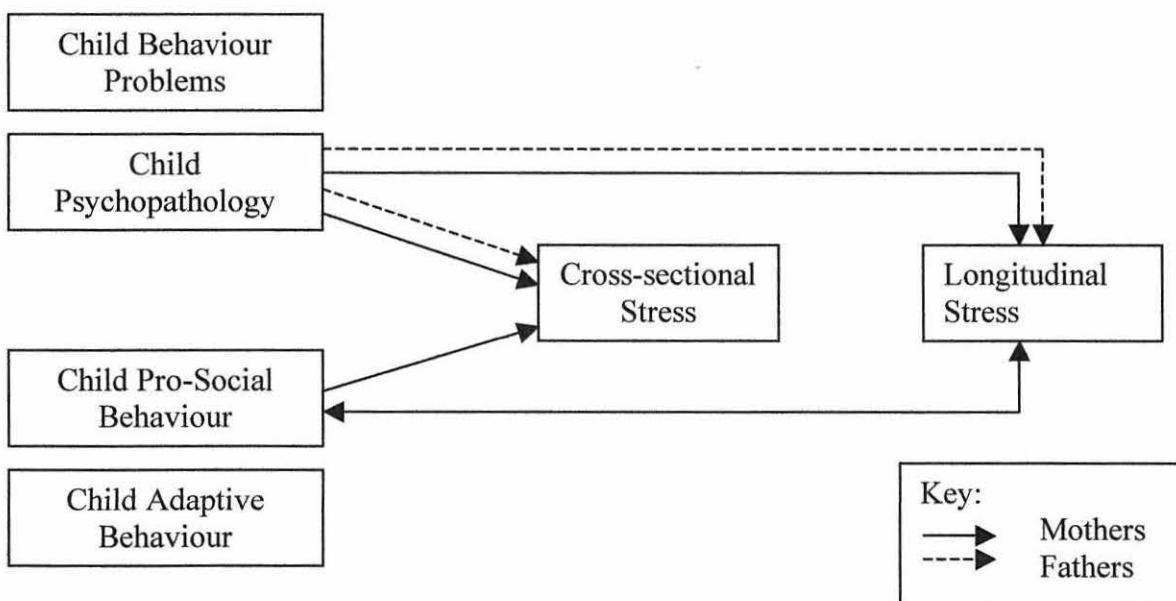 Child Behaviour
Problems
Child
Psychopathology
Cross-sectional
Stress
Longitudinal
Stress
Child Pro-Social
Behaviour
Child Adaptive
Behaviour
Key:
Mothers
Fathers